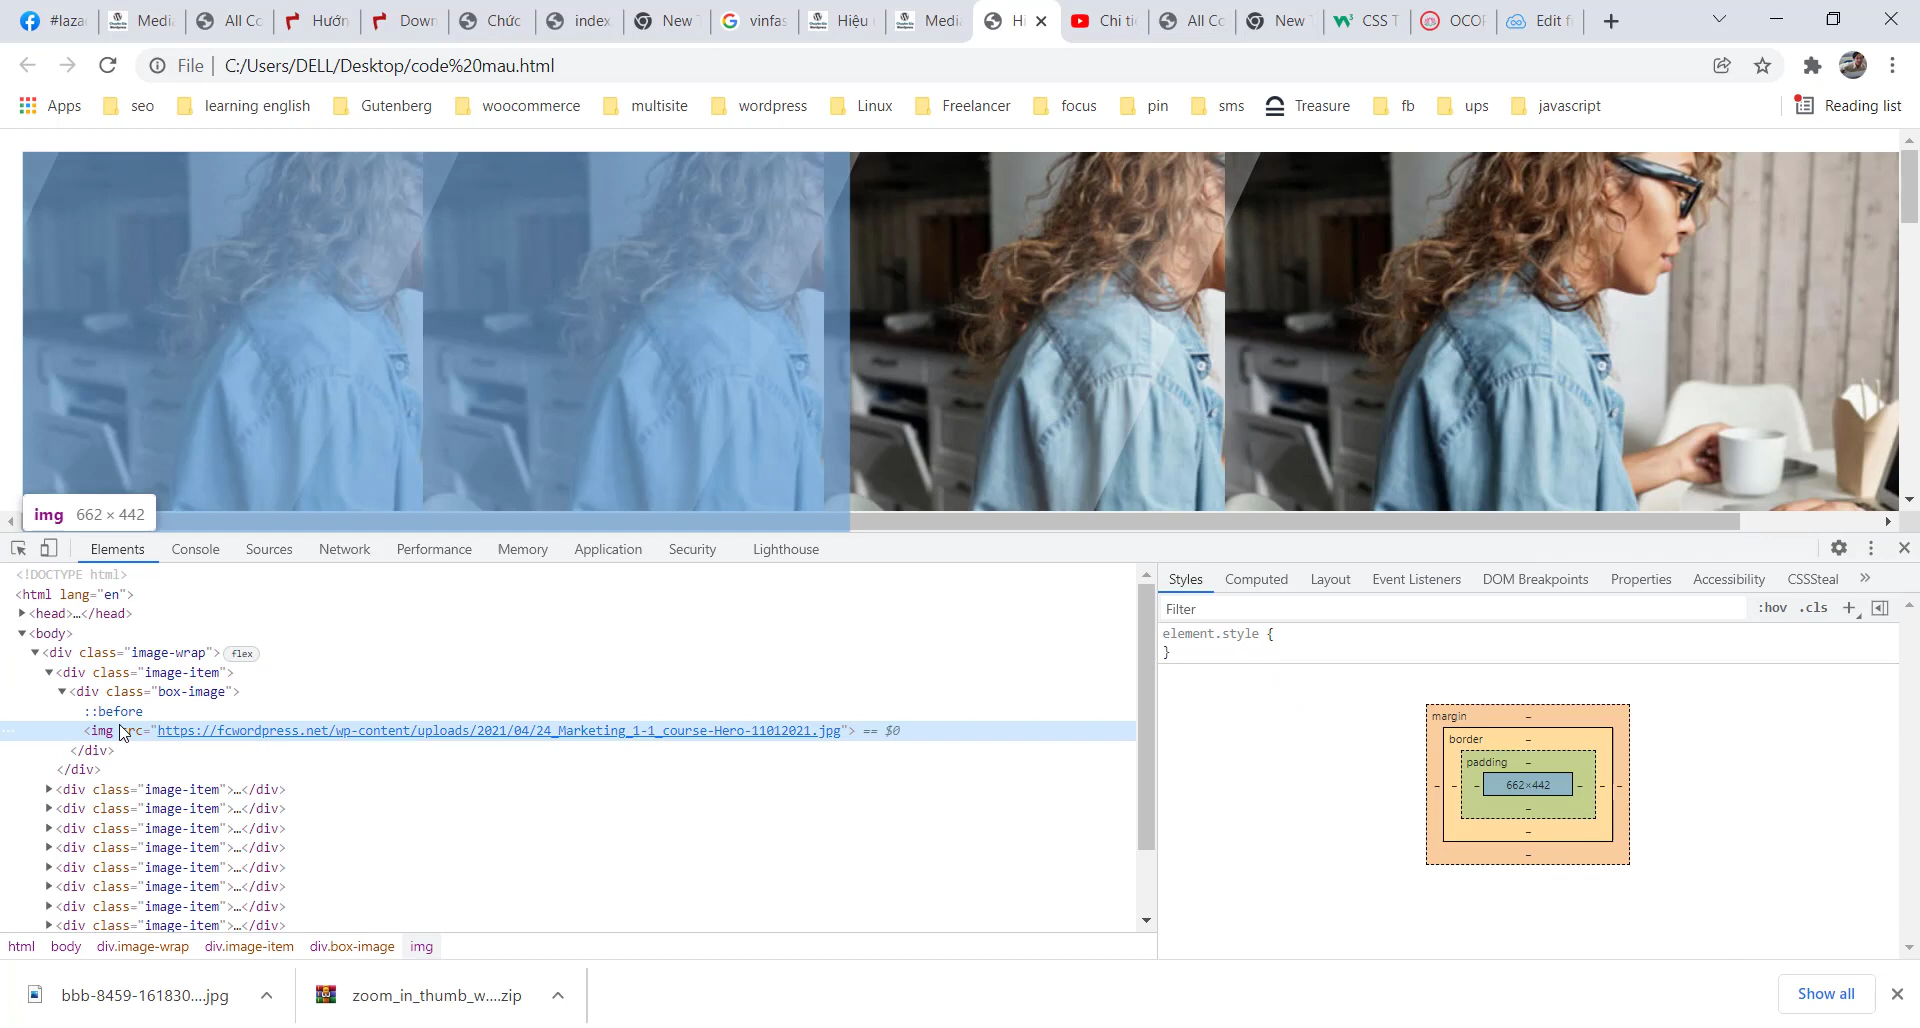 #laza
Medi
All Co
Hướn
Down
Chức
index
New
vinfas
Hiệu
Media
Hi
Chi ti
All Co
New
CSS T
OCOP
Edit f
File
C:/Users/DELL/Desktop/code%20mau.html
Apps
seo
learning english
Gutenberg
woocommerce
multisite
wordpress
Linux
Freelancer
focus
pin
sms
Treasure
fb
ups
javascript
Reading list
img 662 × 442
Elements
Console
Sources
Network
Performance
Memory
Application
Security
Lighthouse
<!DOCTYPE html>
<html lang="en">
<head>…</head>
<body>
<div class="image-wrap"> flex
<div class="image-item">
<div class="box-image">
::before
<img src="https://fcwordpress.net/wp-content/uploads/2021/04/24_Marketing_1-1_course-Hero-11012021.jpg"> == $0
</div>
</div>
<div class="image-item">…</div>
<div class="image-item">…</div>
<div class="image-item">…</div>
<div class="image-item">…</div>
<div class="image-item">…</div>
<div class="image-item">…</div>
<div class="image-item">…</div>
<div class="image-item">…</div>
html
body
div.image-wrap
div.image-item
div.box-image
img
Styles
Computed
Layout
Event Listeners
DOM Breakpoints
Properties
Accessibility
CSSSteal
Filter
:hov
.cls
element.style {
}
margin –
border –
padding –
– – – 662×442 – – –
–
–
–
bbb-8459-161830....jpg
zoom_in_thumb_w....zip
Show all